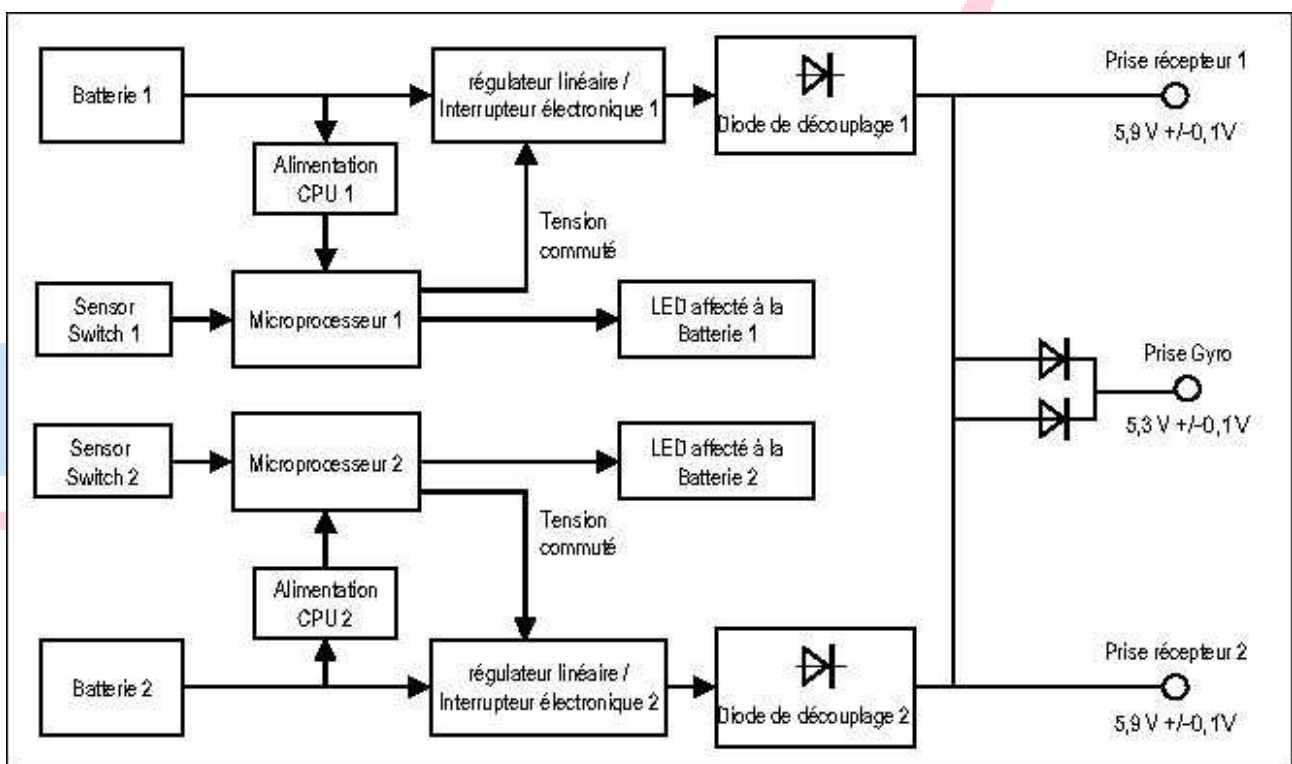 Batterie 1
régulateur linéaire /
Interrupteur électronique 1
Diode de découplage 1
Prise récepteur 1
5,9 V +/-0,1V
Alimentation
CPU 1
Tension
commuté
Sensor
Switch 1
Microprocesseur 1
LED affecté à la
Batterie 1
Prise Gyro
5,3 V +/-0,1V
Sensor
Switch 2
Microprocesseur 2
LED affecté à la
Batterie 2
Tension
commuté
Alimentation
CPU 2
Batterie 2
régulateur linéaire /
Interrupteur électronique 2
Diode de découplage 2
Prise récepteur 2
5,9 V +/-0,1V